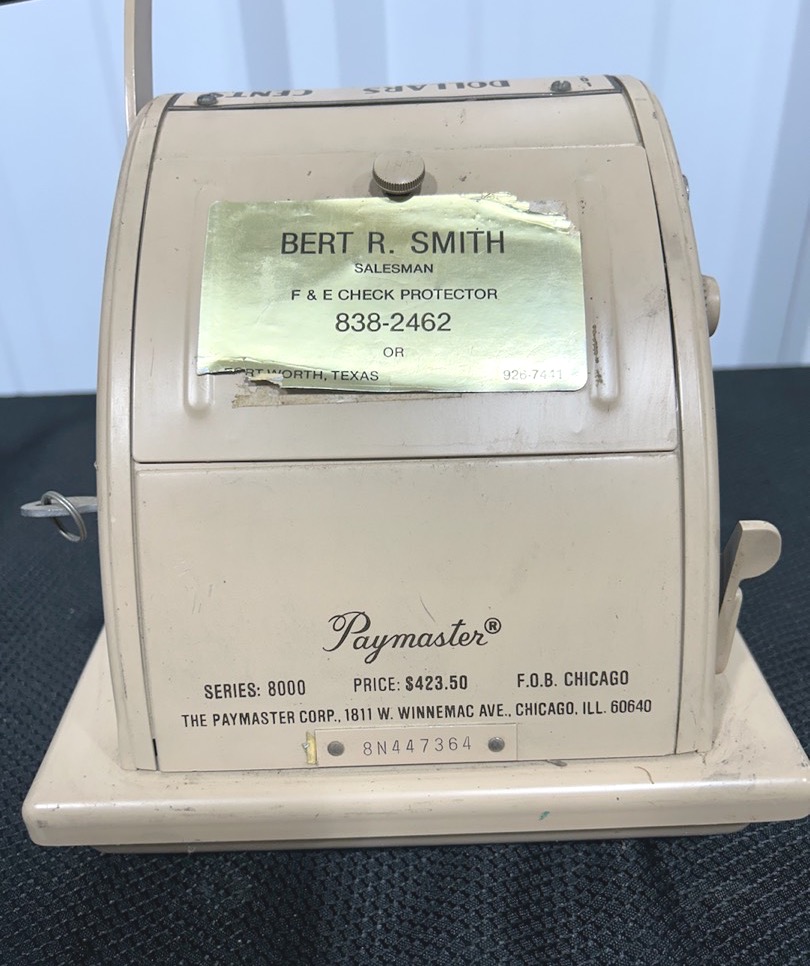 DOLLARS CENTS
BERT R. SMITH
SALESMAN
F & E CHECK PROTECTOR
838-2462
OR
FORT WORTH, TEXAS 926-7441
Paymaster®
SERIES: 8000 PRICE: $423.50 F.O.B. CHICAGO
THE PAYMASTER CORP., 1811 W. WINNEMAC AVE., CHICAGO, ILL. 60640
8N447364